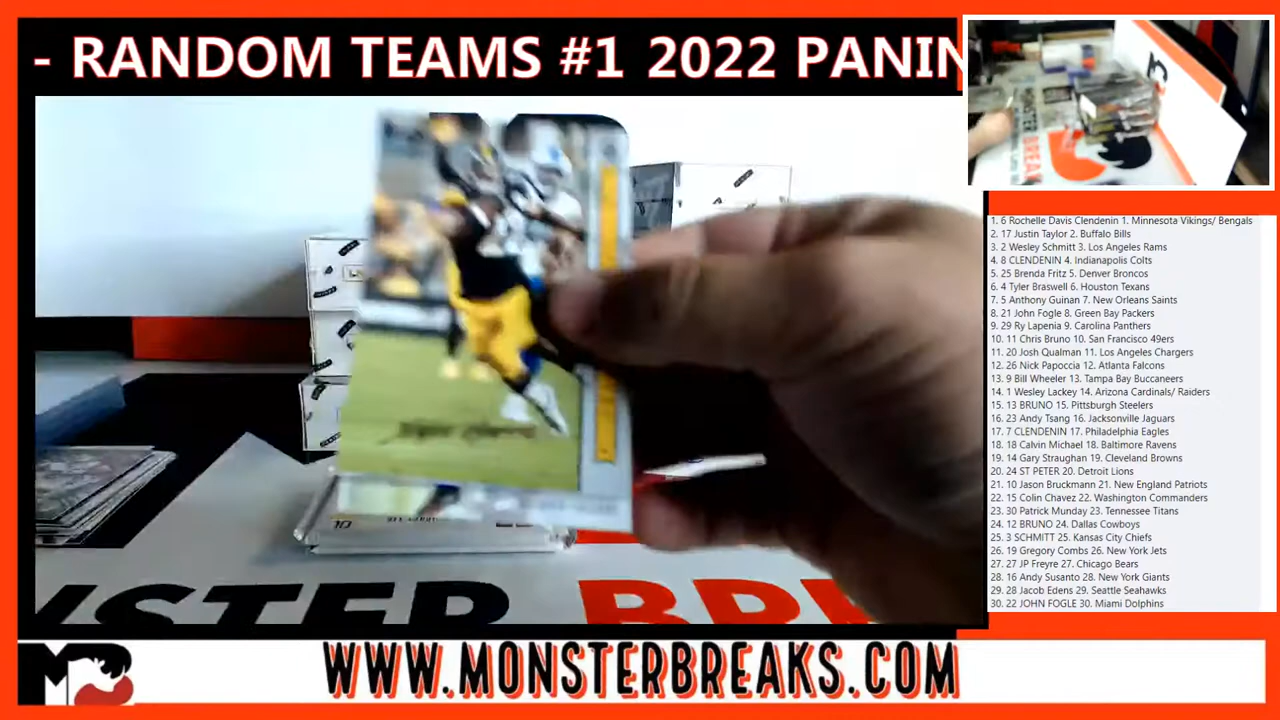 - RANDOM TEAMS #1 2022 PANIN
1. 6 Rochelle Davis Clendenin 1. Minnesota Vikings/ Bengals
2. 17 Justin Taylor 2. Buffalo Bills
3. 2 Wesley Schmitt 3. Los Angeles Rams
4. 8 CLENDENIN 4. Indianapolis Colts
5. 25 Brenda Fritz 5. Denver Broncos
6. 4 Tyler Braswell 6. Houston Texans
7. 5 Anthony Guinan 7. New Orleans Saints
8. 21 John Fogle 8. Green Bay Packers
9. 29 Ry Lapenia 9. Carolina Panthers
10. 11 Chris Bruno 10. San Francisco 49ers
11. 20 Josh Qualman 11. Los Angeles Chargers
12. 26 Nick Papoccia 12. Atlanta Falcons
13. 9 Bill Wheeler 13. Tampa Bay Buccaneers
14. 1 Wesley Lackey 14. Arizona Cardinals/ Raiders
15. 13 BRUNO 15. Pittsburgh Steelers
16. 23 Andy Tsang 16. Jacksonville Jaguars
17. 7 CLENDENIN 17. Philadelphia Eagles
18. 18 Calvin Michael 18. Baltimore Ravens
19. 14 Gary Straughan 19. Cleveland Browns
20. 24 ST PETER 20. Detroit Lions
21. 10 Jason Bruckmann 21. New England Patriots
22. 15 Colin Chavez 22. Washington Commanders
23. 30 Patrick Munday 23. Tennessee Titans
24. 12 BRUNO 24. Dallas Cowboys
25. 3 SCHMITT 25. Kansas City Chiefs
26. 19 Gregory Combs 26. New York Jets
27. 27 JP Freyre 27. Chicago Bears
28. 16 Andy Susanto 28. New York Giants
29. 28 Jacob Edens 29. Seattle Seahawks
30. 22 JOHN FOGLE 30. Miami Dolphins
MONSTER BREAK
NSTER BRE
WWW.MONSTERBREAKS.COM